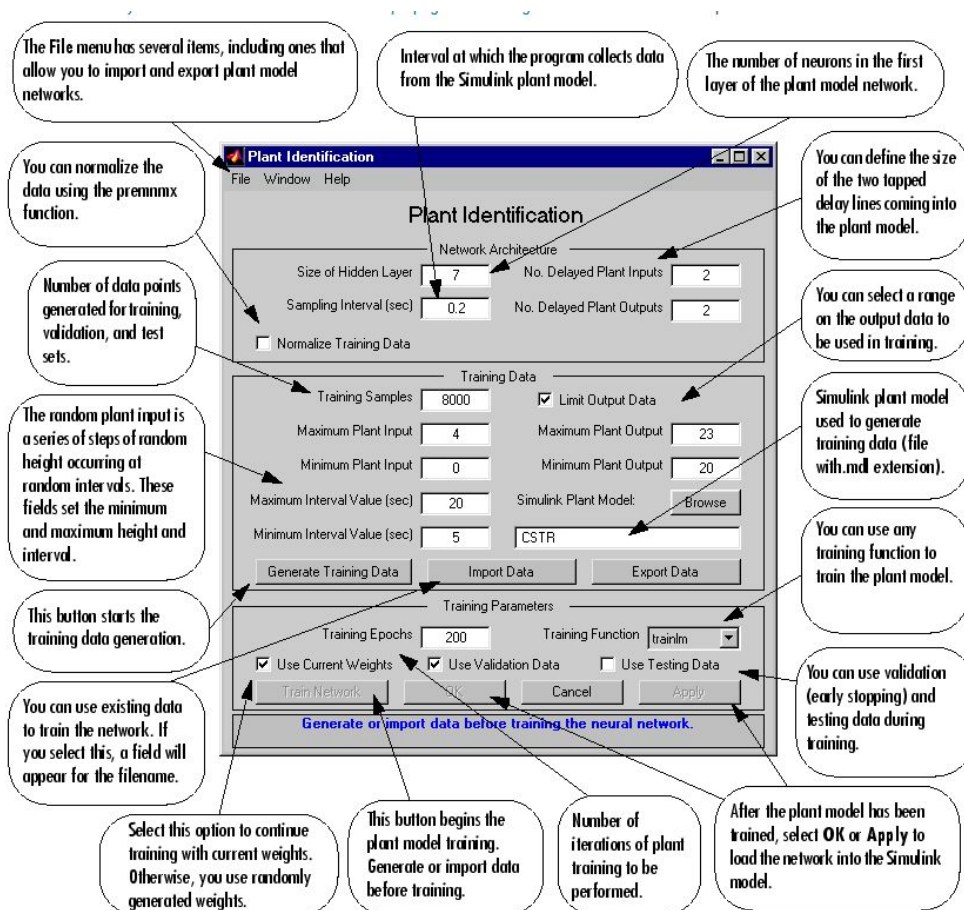 The File menu has several items, including ones that
allow you to import and export plant model
networks.
Interval at which the program collects data
from the Simulink plant model.
The number of neurons in the first
layer of the plant model network.
You can normalize the
data using the premnmx
function.
You can define the size
of the two tapped
delay lines coming into
the plant model.
Number of data points
generated for training,
validation, and test
sets.
You can select a range
on the output data to
be used in training.
The random plant input is
a series of steps of random
height occurring at
random intervals. These
fields set the minimum
and maximum height and
interval.
Simulink plant model
used to generate
training data (file
with.mdl extension).
This button starts the
training data generation.
You can use any
training function to
train the plant model.
You can use existing data
to train the network. If
you select this, a field will
appear for the filename.
You can use validation
(early stopping) and
testing data during
training.
Plant Identification
File Window Help
Plant Identification
Network Architecture
Size of Hidden Layer 7 No. Delayed Plant Inputs 2
Sampling Interval (sec) 0.2 No. Delayed Plant Outputs 2
Normalize Training Data
Training Data
Training Samples 8000 Limit Output Data
Maximum Plant Input 4 Maximum Plant Output 23
Minimum Plant Input 0 Minimum Plant Output 20
Maximum Interval Value (sec) 20 Simulink Plant Model: Browse
Minimum Interval Value (sec) 5 CSTR
Generate Training Data Import Data Export Data
Training Parameters
Training Epochs 200 Training Function trainlm
Use Current Weights Use Validation Data Use Testing Data
Train Network OK Cancel Apply
Generate or import data before training the neural network.
Select this option to continue
training with current weights.
Otherwise, you use randomly
generated weights.
This button begins the
plant model training.
Generate or import data
before training.
Number of
iterations of plant
training to be
performed.
After the plant model has been
trained, select OK or Apply to
load the network into the Simulink
model.